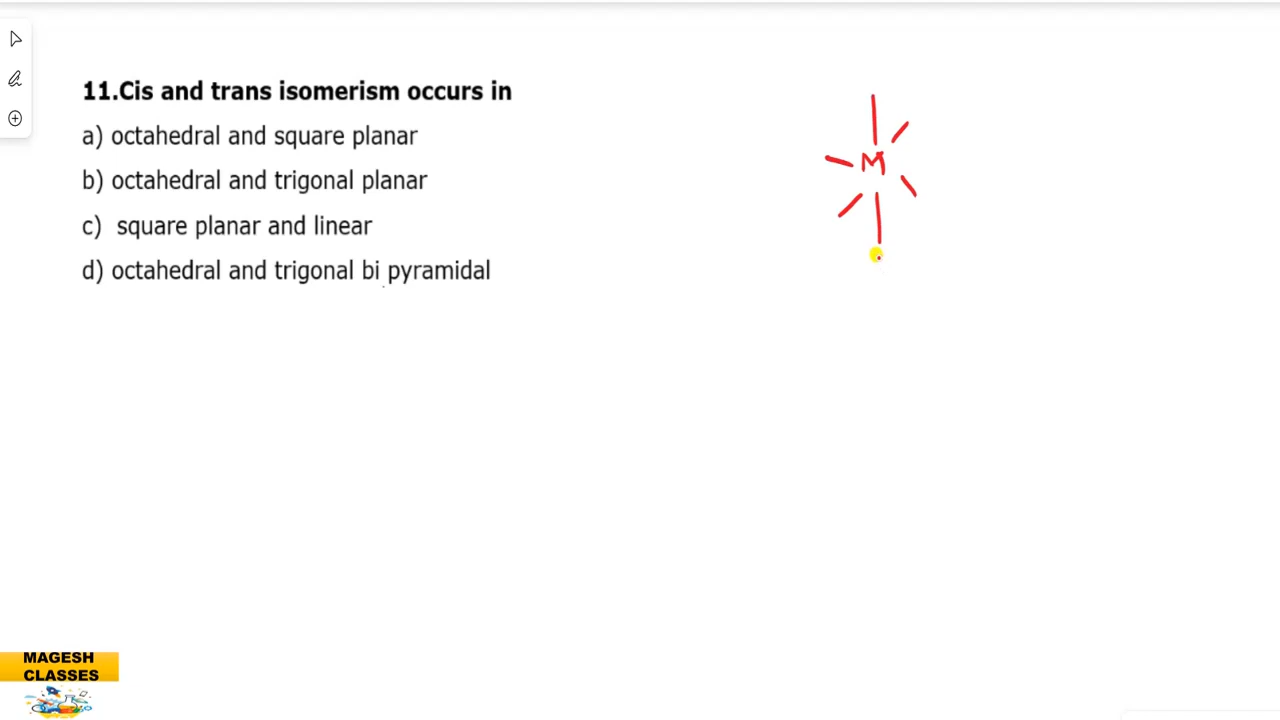 11.Cis and trans isomerism occurs in
a) octahedral and square planar
b) octahedral and trigonal planar
c) square planar and linear
d) octahedral and trigonal bi pyramidal
M
MAGESH
CLASSES